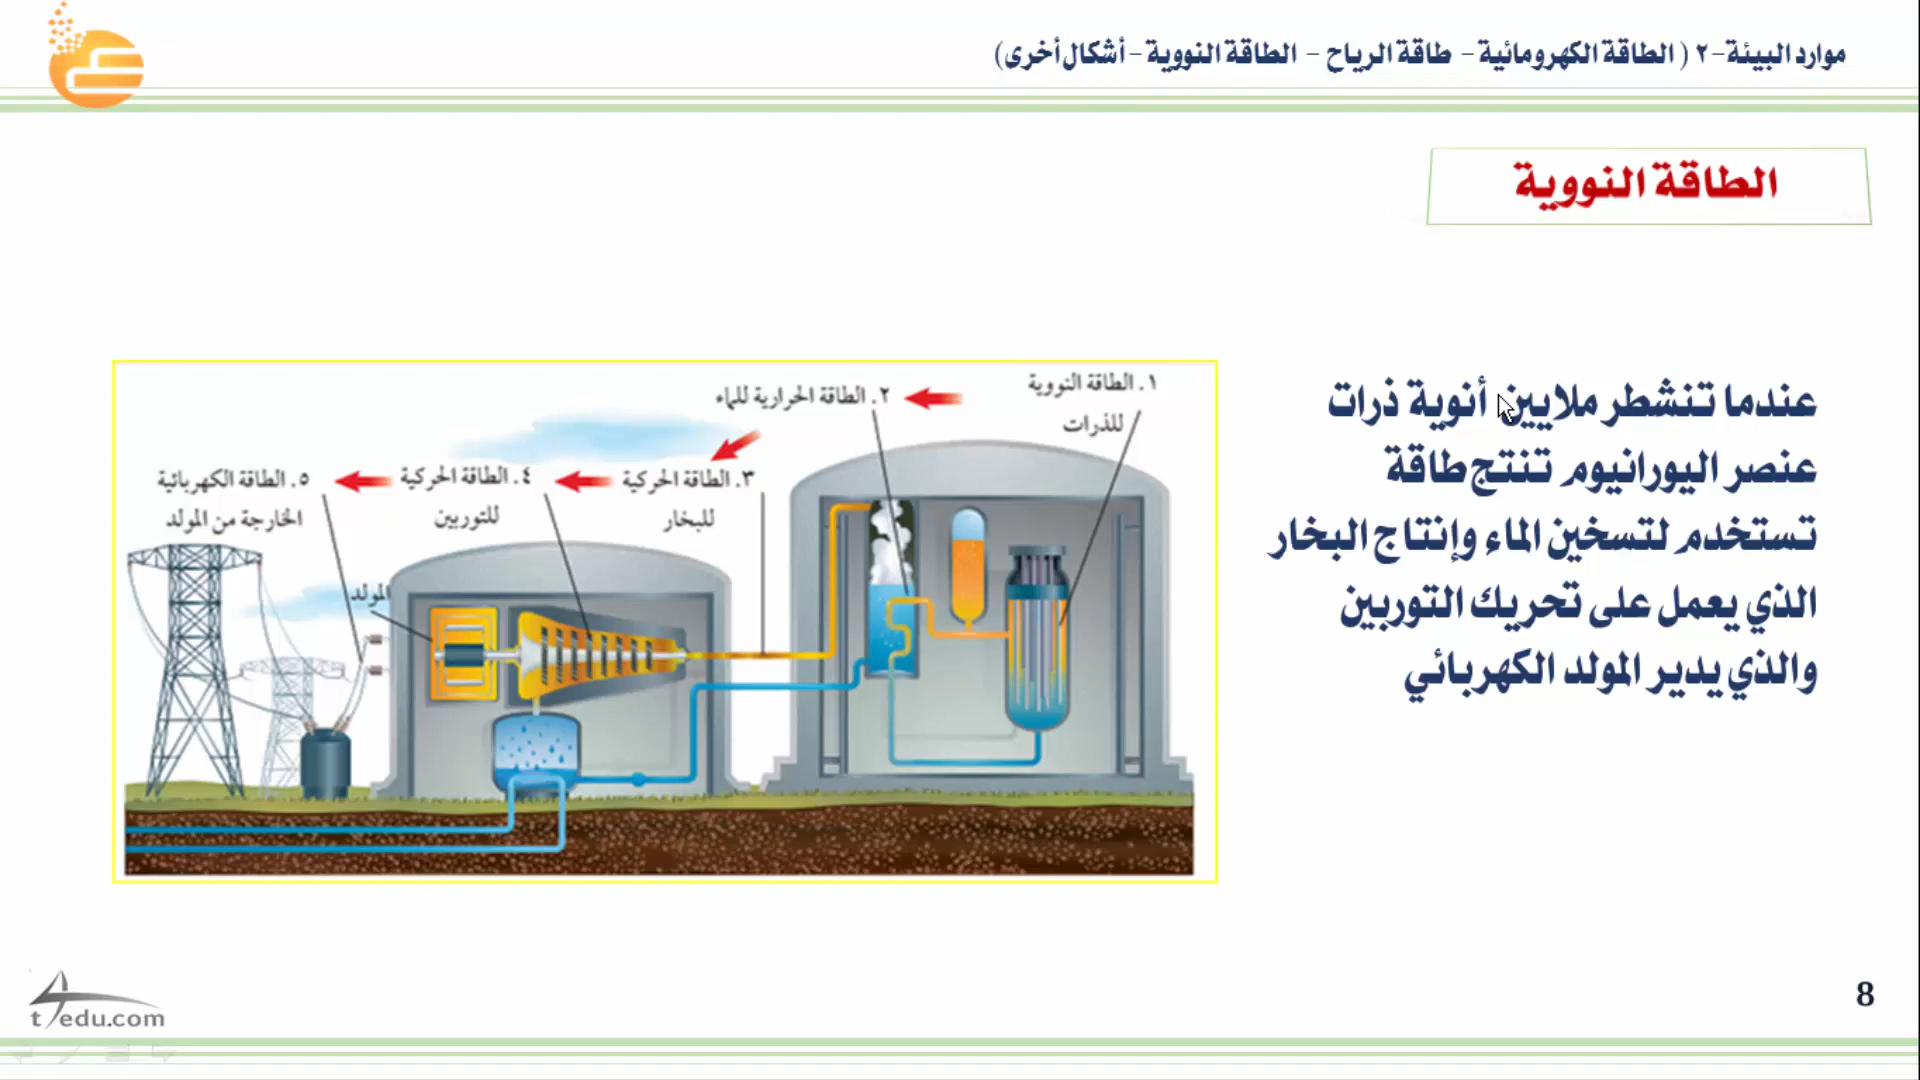 موارد البيئة-٢ ( الطاقة الكهرومائية - طاقة الرياح - الطاقة النووية - أشكال أخرى)
الطاقة النووية
عندما تنشطر ملايين أنوية ذرات
عنصر اليورانيوم تنتج طاقة
تستخدم لتسخين الماء وإنتاج البخار
الذي يعمل على تحريك التوربين
والذي يدير المولد الكهربائي
١. الطاقة النووية
للذرات
٢. الطاقة الحرارية للماء
٣. الطاقة الحركية
للبخار
٤. الطاقة الحركية
للتوربين
٥. الطاقة الكهربائية
الخارجة من المولد
المولد
t4edu.com
8